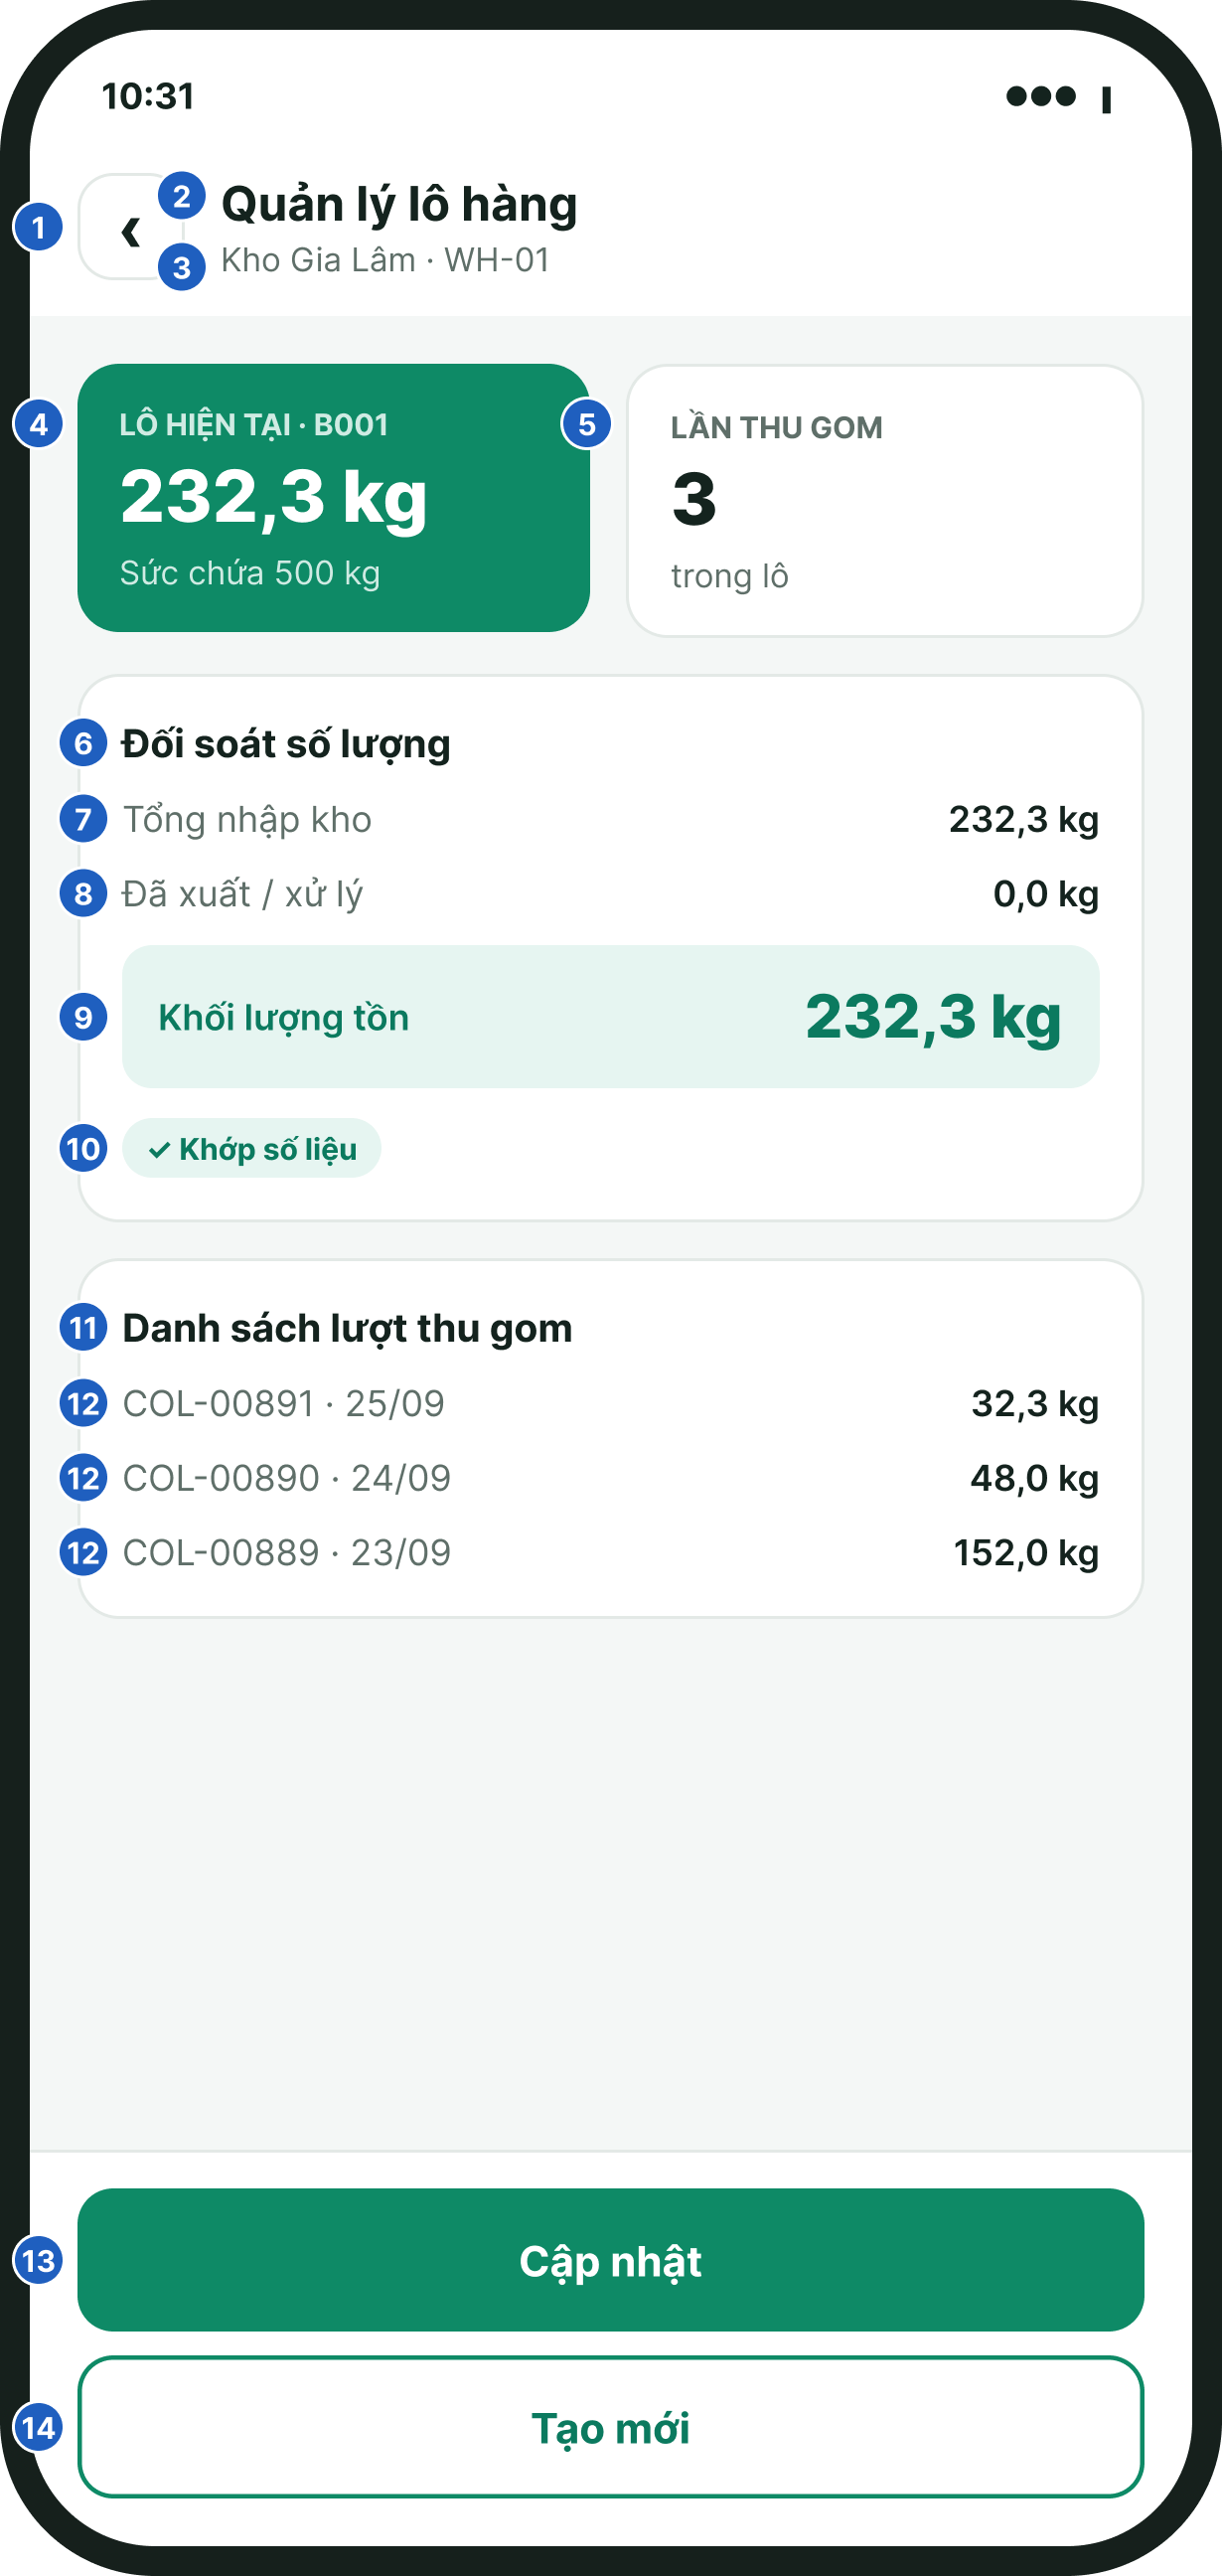 10:31
1
2 Quản lý lô hàng
3 Kho Gia Lâm · WH-01
4 LÔ HIỆN TẠI · B001
232,3 kg
Sức chứa 500 kg
5 LẦN THU GOM
3
trong lô
6 Đối soát số lượng
7 Tổng nhập kho 232,3 kg
8 Đã xuất / xử lý 0,0 kg
9 Khối lượng tồn 232,3 kg
10 ✓ Khớp số liệu
11 Danh sách lượt thu gom
12 COL-00891 · 25/09 32,3 kg
12 COL-00890 · 24/09 48,0 kg
12 COL-00889 · 23/09 152,0 kg
13 Cập nhật
14 Tạo mới